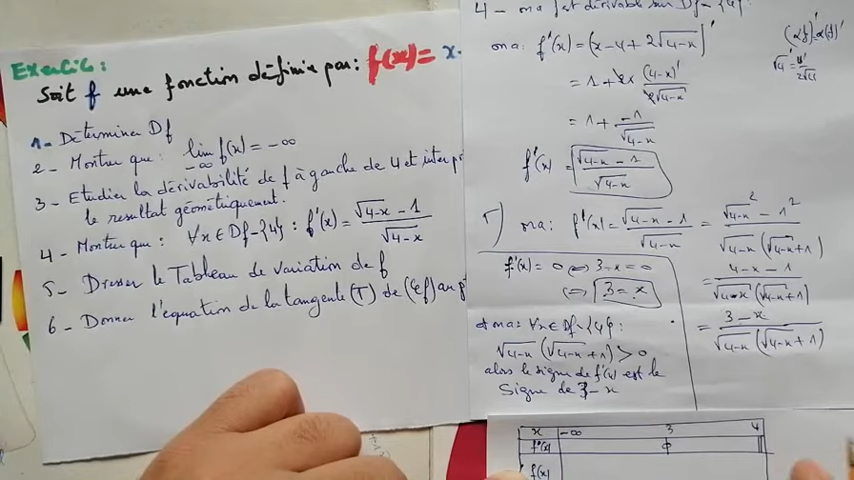 Exercice :
Soit f une fonction définie par : f(x) = x -
1 - Déterminer Df
2 - Montrer que : lim f(x) = -∞
-∞
3 - Etudier la dérivabilité de f à gauche de 4 et interpré
le resultat géométriquement.
4 - Montrer que : ∀x ∈ Df - {4} : f'(x) = (√4-x - 1) / √4-x
5 - Dresser le Tableau de variation de f
6 - Donner l'équation de la tangente (T) de (Cf) au p
4 - on a f est dérivable sur Df - {4}.
on a : f'(x) = (x - 4 + 2√4-x)'
= 1 + 2 × (4-x)' / 2√4-x
= 1 + -1 / √4-x
f'(x) = (√4-x - 1) / √4-x
(αf)' = α(f)'
√u' = u' / 2√u
5) on a : f'(x) = (√4-x - 1) / √4-x = (√4-x² - 1²) / √4-x (√4-x + 1)
= (4-x-1) / √4-x (√4-x + 1)
= (3-x) / √4-x (√4-x + 1)
f'(x) = 0 ⟺ 3-x = 0
⟺ 3 = x
et on a : ∀x ∈ Df - {4} :
√4-x (√4-x + 1) > 0
alors le signe de f'(x) est le
Signe de 3 - x
x -∞ 3 4
f'(x) 0
f(x)